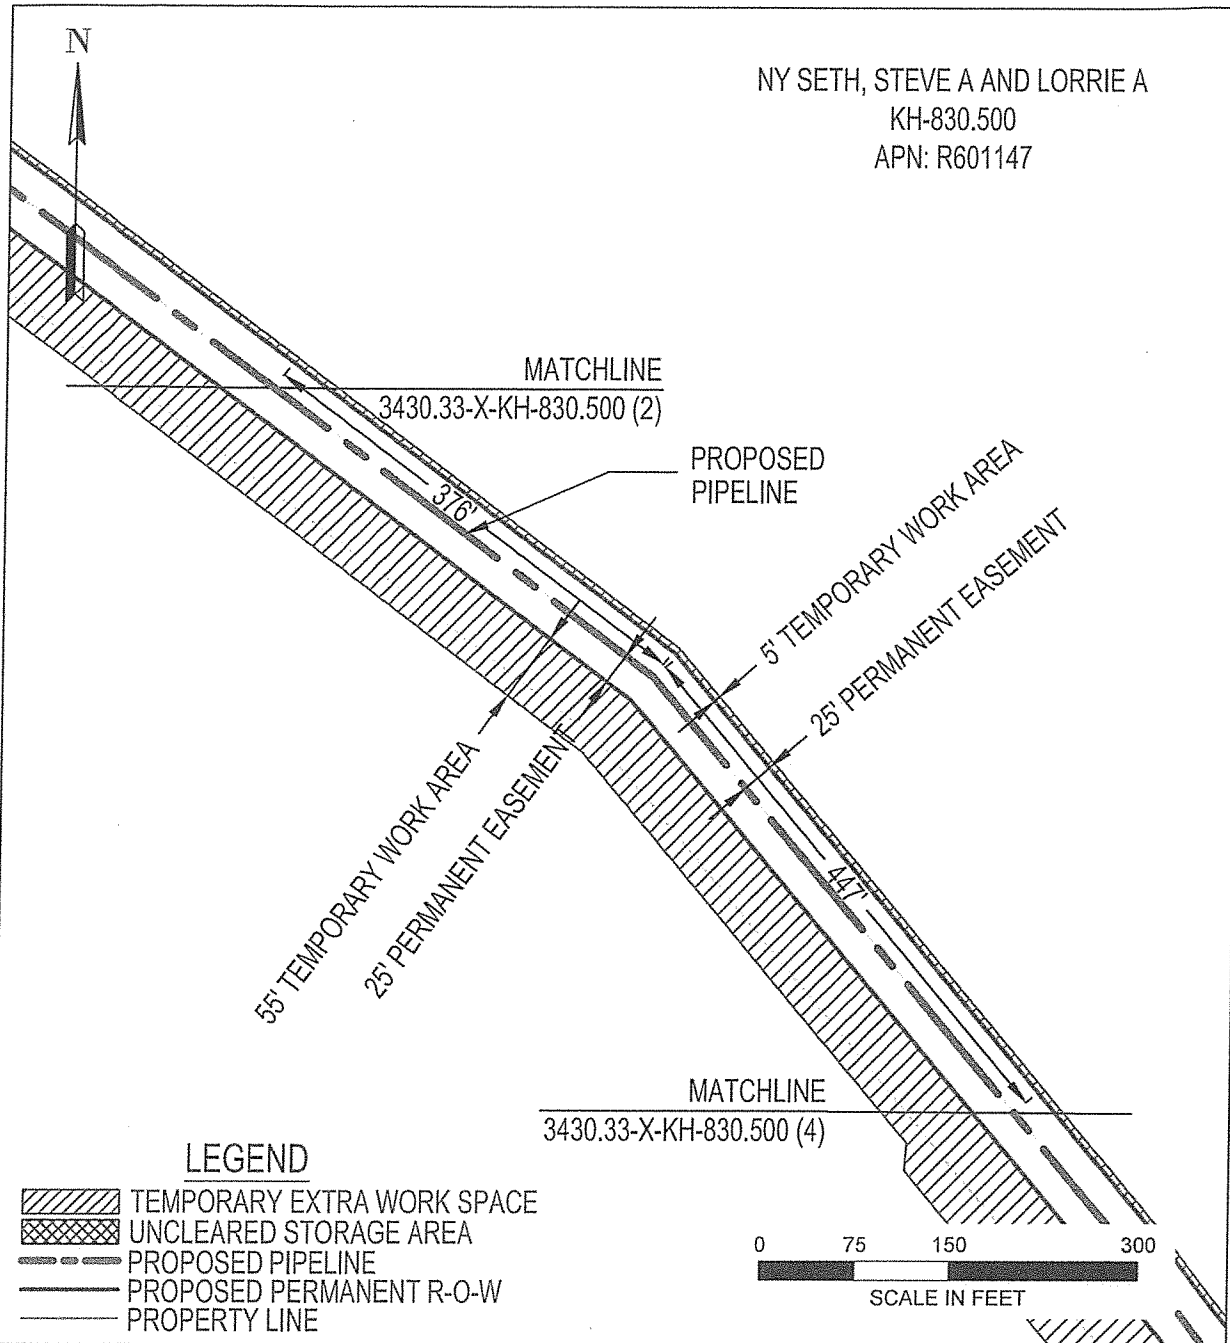 N
NY SETH, STEVE A AND LORRIE A
KH-830.500
APN: R601147
MATCHLINE
3430.33-X-KH-830.500 (2)
PROPOSED
PIPELINE
376'
5' TEMPORARY WORK AREA
25' PERMANENT EASEMENT
55' TEMPORARY WORK AREA
25' PERMANENT EASEMENT
447'
MATCHLINE
3430.33-X-KH-830.500 (4)
LEGEND
TEMPORARY EXTRA WORK SPACE
UNCLEARED STORAGE AREA
PROPOSED PIPELINE
PROPOSED PERMANENT R-O-W
PROPERTY LINE
0 75 150 300
SCALE IN FEET